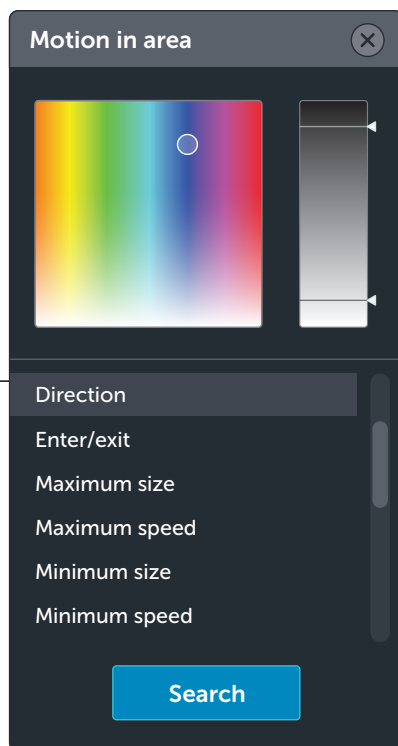 Motion in area
Direction
Enter/exit
Maximum size
Maximum speed
Minimum size
Minimum speed
Search